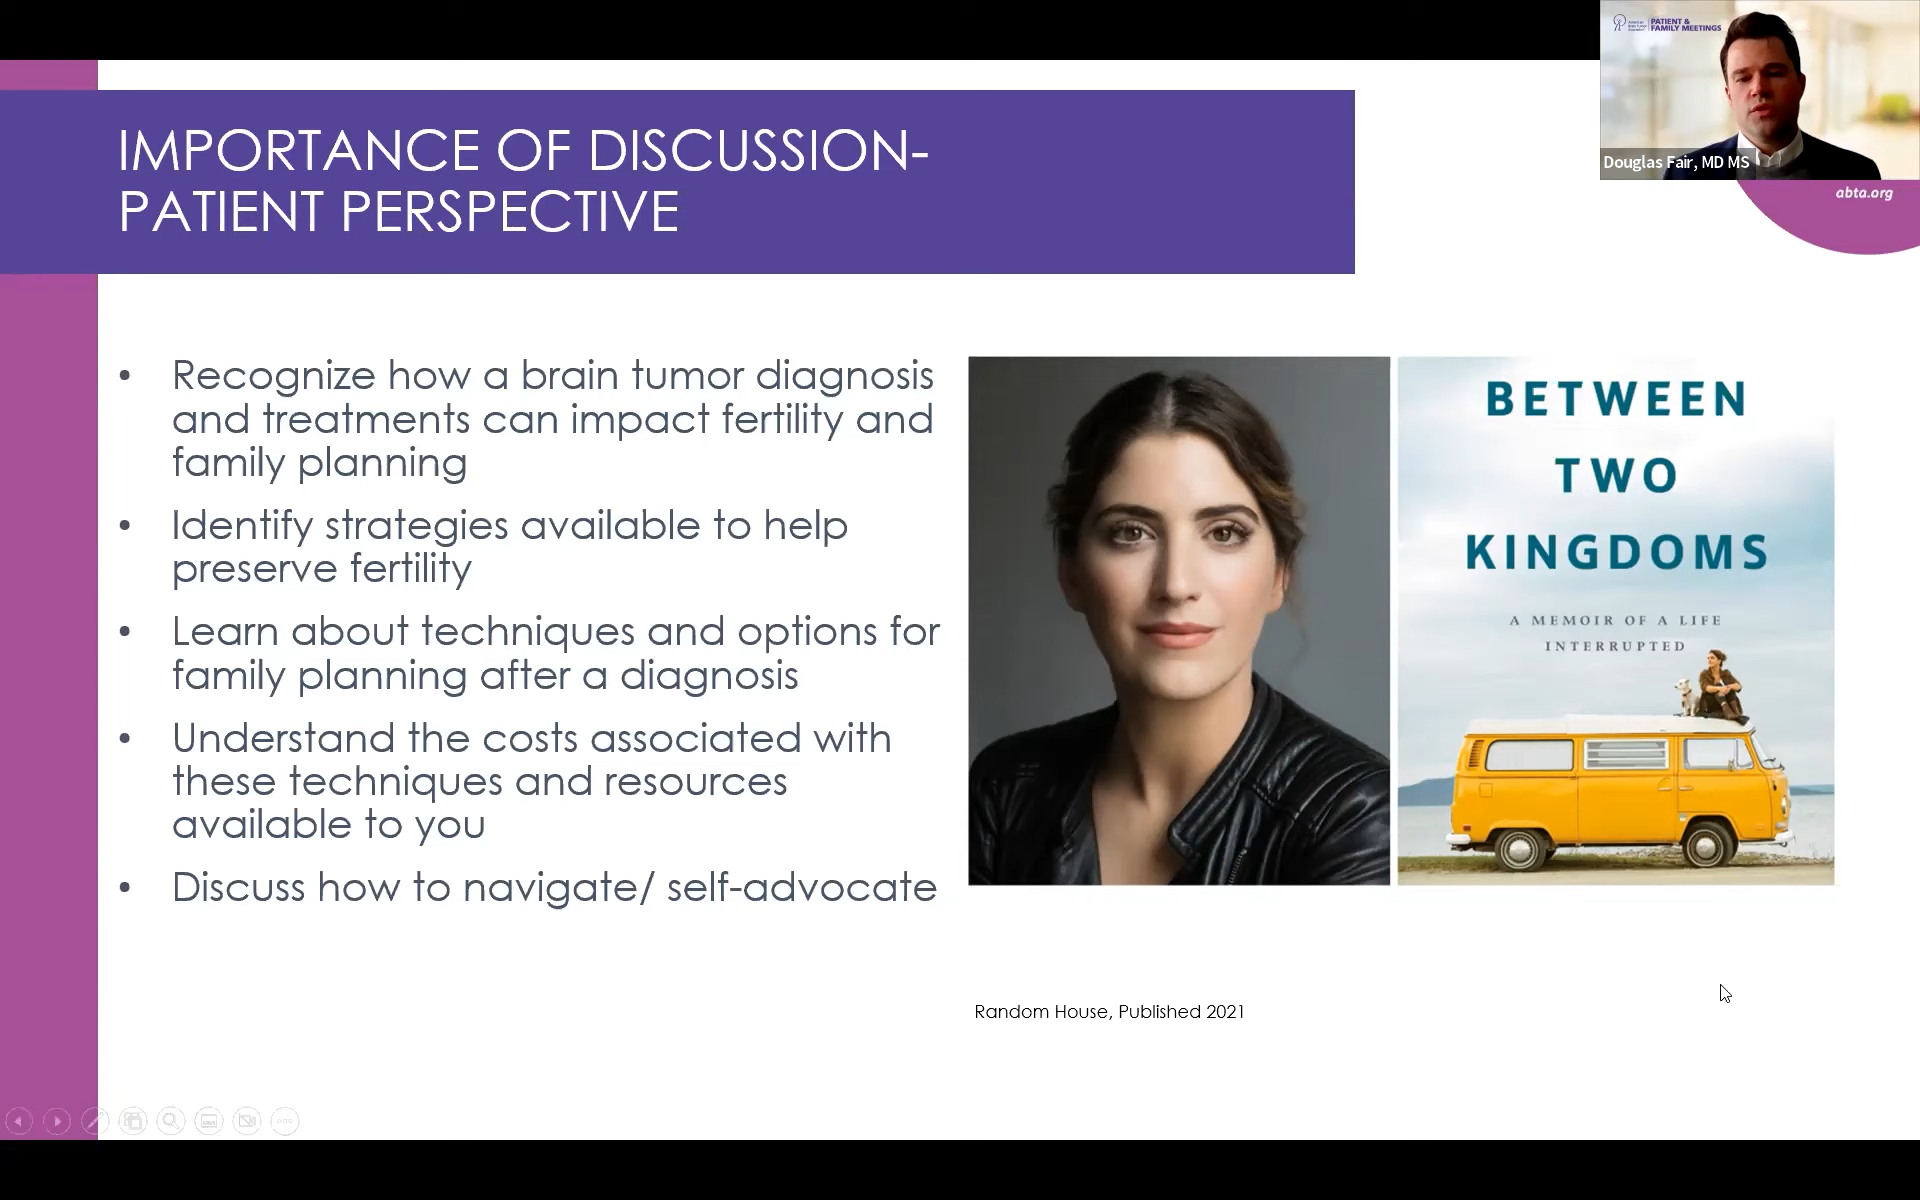 PATIENT &
FAMILY MEETINGS
Douglas Fair, MD MS
abta.org
IMPORTANCE OF DISCUSSION-
PATIENT PERSPECTIVE
• Recognize how a brain tumor diagnosis
and treatments can impact fertility and
family planning
• Identify strategies available to help
preserve fertility
• Learn about techniques and options for
family planning after a diagnosis
• Understand the costs associated with
these techniques and resources
available to you
• Discuss how to navigate/ self-advocate
BETWEEN
TWO
KINGDOMS
A MEMOIR OF A LIFE
INTERRUPTED
Random House, Published 2021